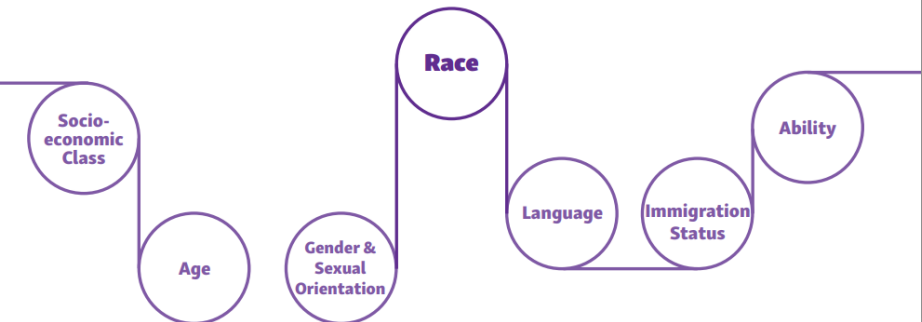 Socio-
economic
Class
Age
Gender &
Sexual
Orientation
Race
Language
Immigration
Status
Ability